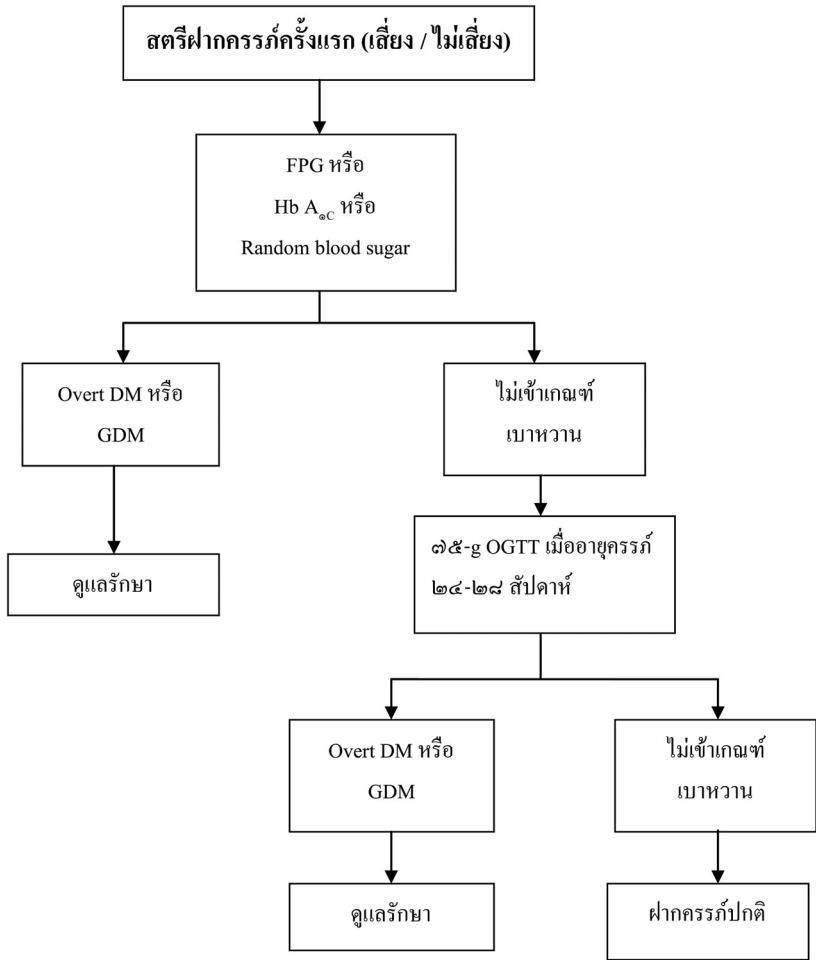 สตรีฝากครรภ์ครั้งแรก (เสี่ยง / ไม่เสี่ยง)
FPG หรือ
Hb A๑C หรือ
Random blood sugar
Overt DM หรือ
GDM
ไม่เข้าเกณฑ์
เบาหวาน
ดูแลรักษา
๗๕-g OGTT เมื่ออายุครรภ์
๒๔-๒๘ สัปดาห์
Overt DM หรือ
GDM
ไม่เข้าเกณฑ์
เบาหวาน
ดูแลรักษา
ฝากครรภ์ปกติ